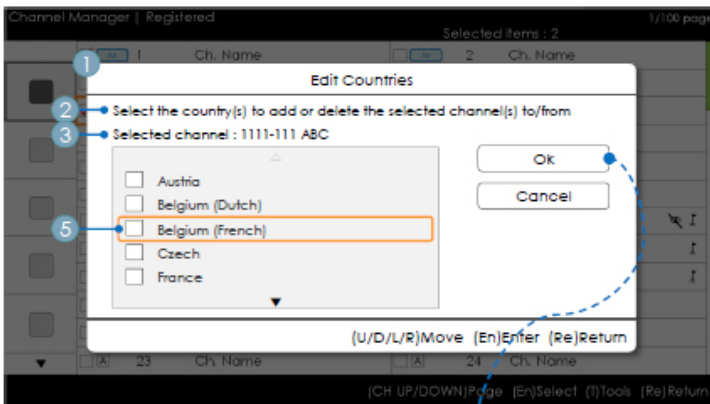 Channel Manager | Registered
1/100 page
Selected items : 2
Air 1 Ch. Name Air 2 Ch. Name
1
Edit Countries
2 Select the country(s) to add or delete the selected channel(s) to/from
3 Selected channel : 1111-111 ABC
Ok
Austria
Cancel
Belgium (Dutch)
5 Belgium (French)
Czech
France
(U/D/L/R)Move (En)Enter (Re)Return
A 23 Ch. Name A 24 Ch. Name
(CH UP/DOWN)Page (En)Select (T)Tools (Re)Return